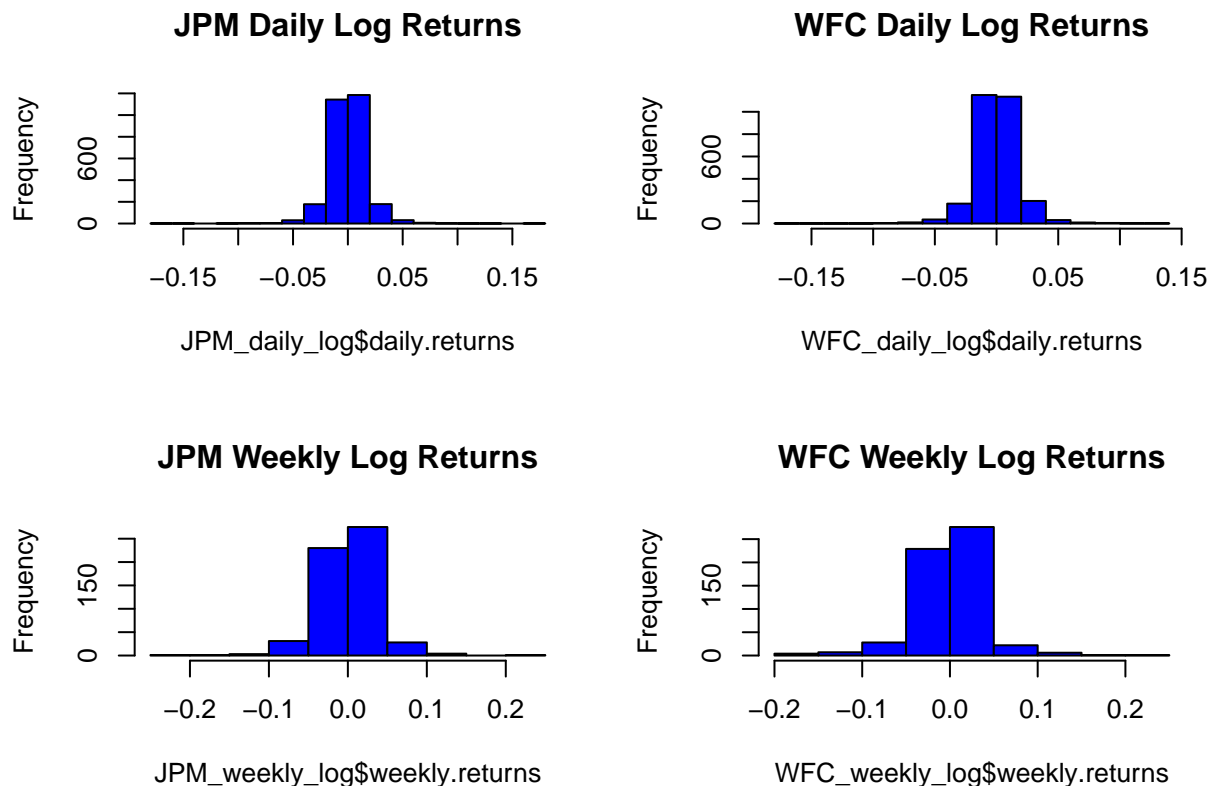 JPM Daily Log Returns
Frequency
0 600
−0.15 −0.05 0.05 0.15
JPM_daily_log$daily.returns
WFC Daily Log Returns
Frequency
0 600
−0.15 −0.05 0.05 0.15
WFC_daily_log$daily.returns
JPM Weekly Log Returns
Frequency
0 150
−0.2 −0.1 0.0 0.1 0.2
JPM_weekly_log$weekly.returns
WFC Weekly Log Returns
Frequency
0 150
−0.2 −0.1 0.0 0.1 0.2
WFC_weekly_log$weekly.returns